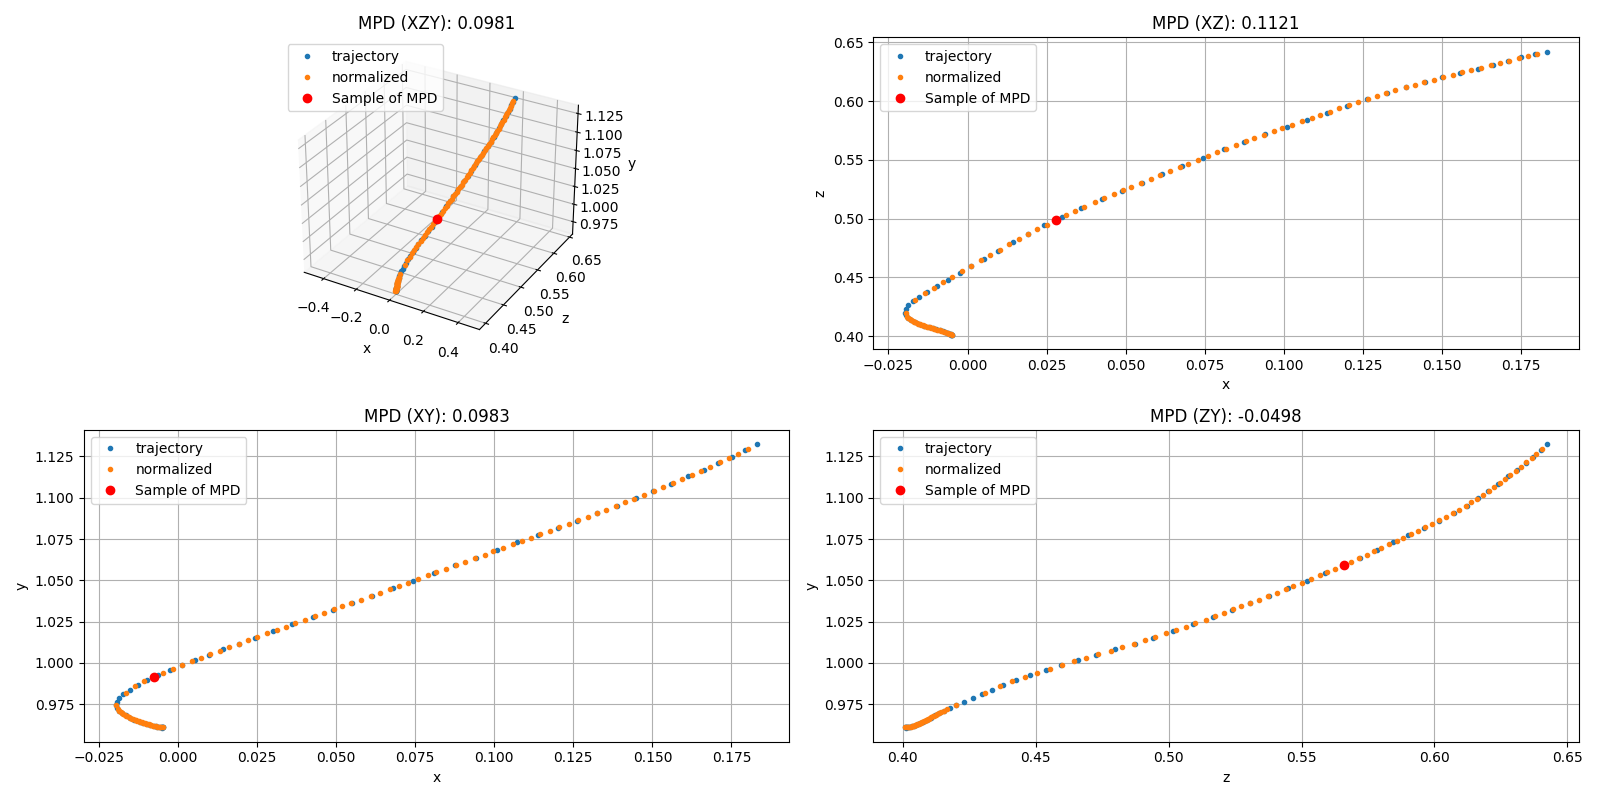 MPD (XZY): 0.0981
trajectory
normalized
Sample of MPD
1.125
1.100
1.075
1.050
1.025
1.000
0.975
y
0.65
0.60
0.55
0.50
0.45
0.40
z
−0.4
−0.2
0.0
0.2
0.4
x
MPD (XZ): 0.1121
trajectory
normalized
Sample of MPD
0.65
0.60
0.55
0.50
0.45
0.40
z
−0.025 0.000 0.025 0.050 0.075 0.100 0.125 0.150 0.175
x
MPD (XY): 0.0983
trajectory
normalized
Sample of MPD
1.125
1.100
1.075
1.050
1.025
1.000
0.975
y
−0.025 0.000 0.025 0.050 0.075 0.100 0.125 0.150 0.175
x
MPD (ZY): -0.0498
trajectory
normalized
Sample of MPD
1.125
1.100
1.075
1.050
1.025
1.000
0.975
y
0.40 0.45 0.50 0.55 0.60 0.65
z